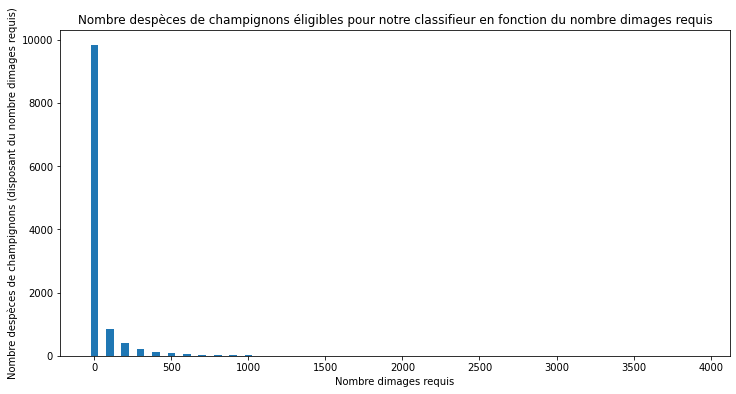 Nombre despèces de champignons éligibles pour notre classifieur en fonction du nombre dimages requis
Nombre despèces de champignons (disposant du nombre dimages requis)
10000
8000
6000
4000
2000
0
0 500 1000 1500 2000 2500 3000 3500 4000
Nombre dimages requis